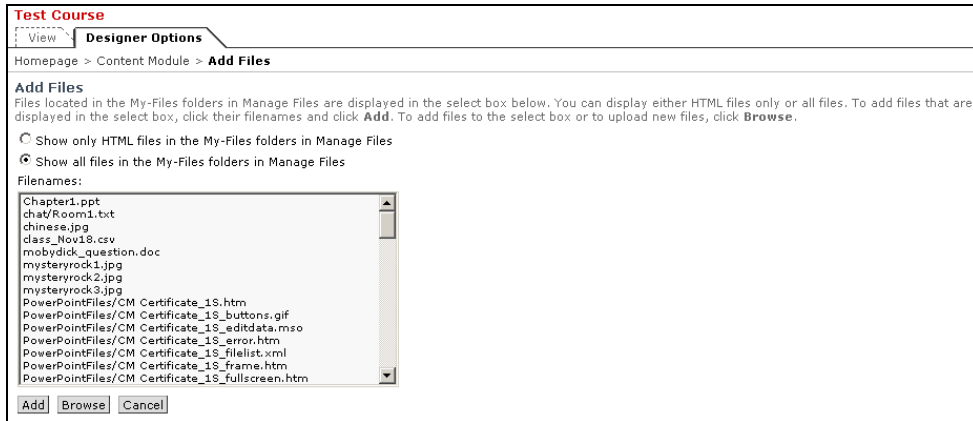 Test Course
View Designer Options
Homepage > Content Module > Add Files
Add Files
Files located in the My-Files folders in Manage Files are displayed in the select box below. You can display either HTML files only or all files. To add files that are
displayed in the select box, click their filenames and click Add. To add files to the select box or to upload new files, click Browse.
Show only HTML files in the My-Files folders in Manage Files
Show all files in the My-Files folders in Manage Files
Filenames:
Chapter1.ppt
chat/Room1.txt
chinese.jpg
class_Nov18.csv
mobydick_question.doc
mysteryrock1.jpg
mysteryrock2.jpg
mysteryrock3.jpg
PowerPointFiles/CM Certificate_1S.htm
PowerPointFiles/CM Certificate_1S_buttons.gif
PowerPointFiles/CM Certificate_1S_editdata.mso
PowerPointFiles/CM Certificate_1S_error.htm
PowerPointFiles/CM Certificate_1S_filelist.xml
PowerPointFiles/CM Certificate_1S_frame.htm
PowerPointFiles/CM Certificate_1S_fullscreen.htm
Add Browse Cancel